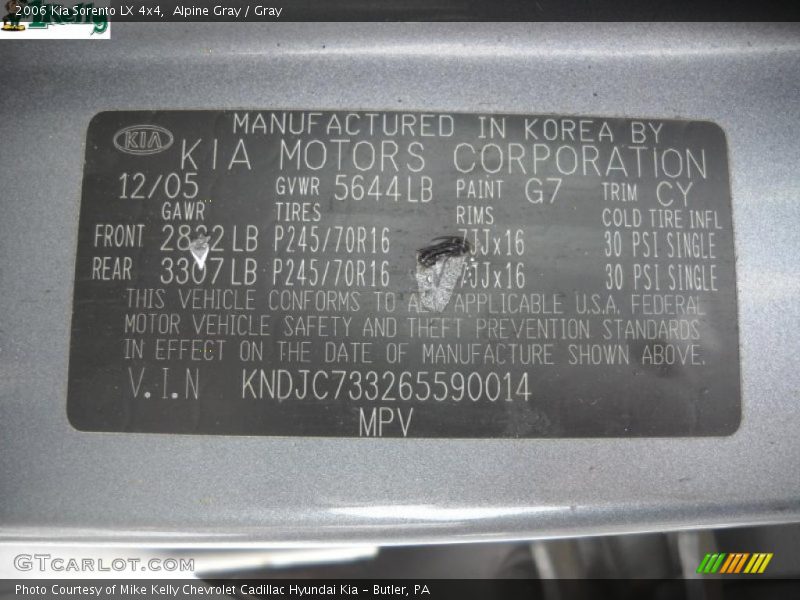 2006 Kia Sorento LX 4x4,  Alpine Gray / Gray
Kelly
KIA
MANUFACTURED IN KOREA BY
KIA MOTORS CORPORATION
12/05 GVWR 5644LB PAINT G7 TRIM CY
GAWR TIRES RIMS COLD TIRE INFL
FRONT LB P245/70R16 7JJx16 30 PSI SINGLE
REAR 3307LB P245/70R16 7JJx16 30 PSI SINGLE
THIS VEHICLE CONFORMS TO ALL APPLICABLE U.S.A. FEDERAL
MOTOR VEHICLE SAFETY AND THEFT PREVENTION STANDARDS
IN EFFECT ON THE DATE OF MANUFACTURE SHOWN ABOVE.
V.I.N KNDJC733265590014
MPV
GTCARLOT.COM
Photo Courtesy of Mike Kelly Chevrolet Cadillac Hyundai Kia – Butler, PA